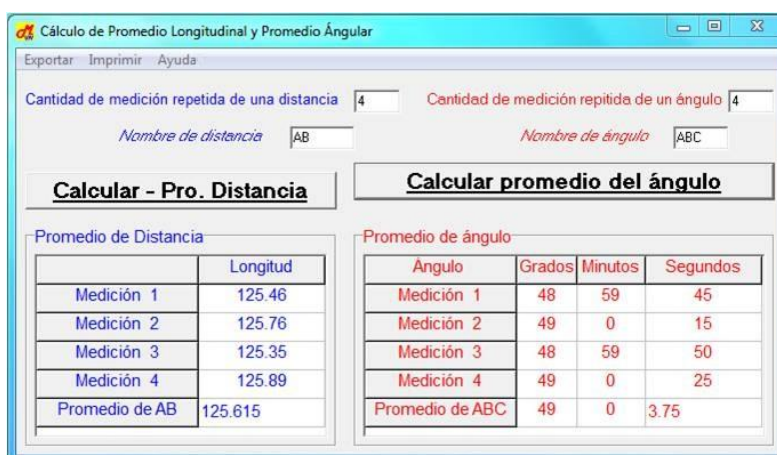 Cálculo de Promedio Longitudinal y Promedio Ángular
Exportar Imprimir Ayuda
Cantidad de medición repetida de una distancia 4 Cantidad de medición repitida de un ángulo 4
Nombre de distancia AB Nombre de ángulo ABC
Calcular - Pro. Distancia Calcular promedio del ángulo
Promedio de Distancia
Longitud
Medición 1 125.46
Medición 2 125.76
Medición 3 125.35
Medición 4 125.89
Promedio de AB 125.615
Promedio de ángulo
Ángulo Grados Minutos Segundos
Medición 1 48 59 45
Medición 2 49 0 15
Medición 3 48 59 50
Medición 4 49 0 25
Promedio de ABC 49 0 3.75